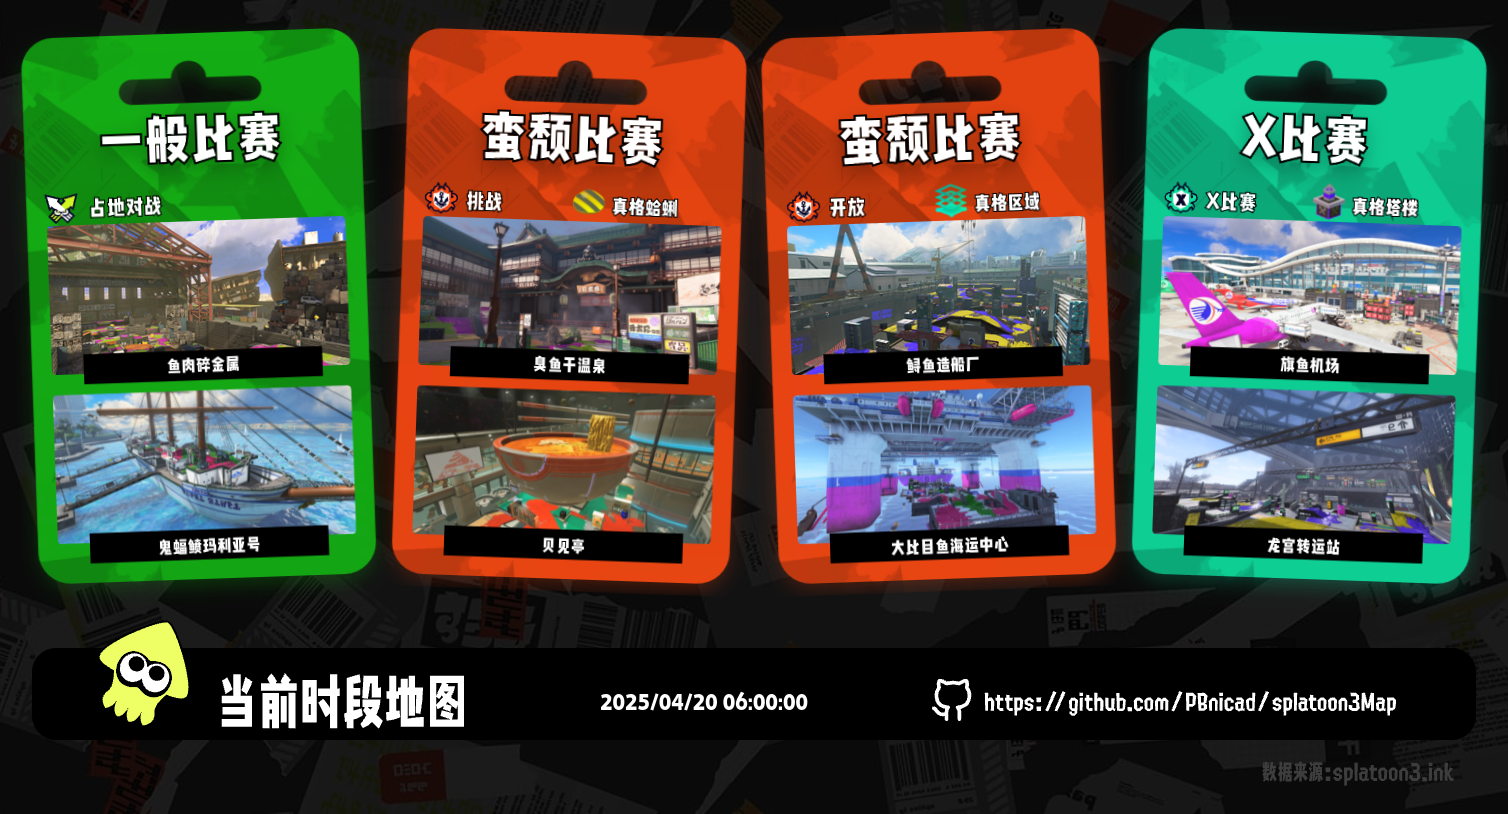 一般比赛
占地对战
鱼肉碎金属
鬼蝠鲼玛利亚号
蛮颓比赛
挑战
真格蛤蜊
臭鱼干温泉
贝见亭
蛮颓比赛
开放
真格区域
鲟鱼造船厂
大比目鱼海运中心
X比赛
X比赛
真格塔楼
旗鱼机场
龙宫转运站
当前时段地图
2025/04/20 06:00:00
https://github.com/PBnicad/splatoon3Map
数据来源:splatoon3.ink